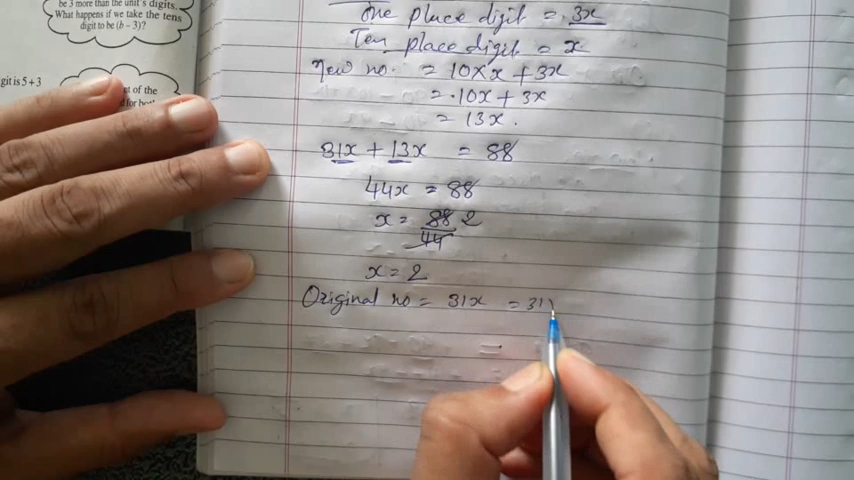 be 3 more than the unit's digits.
What happens if we take the tens
digit to be (b – 3)?
git is 5 + 3
nt of the
for both
One place digit = 3x
Ten place digit = x
New no. = 10×x + 3x
= 10x + 3x
= 13x.
31x + 13x = 88
44x = 88
x = 88 2
44
x = 2
Original no = 31x = 31
=